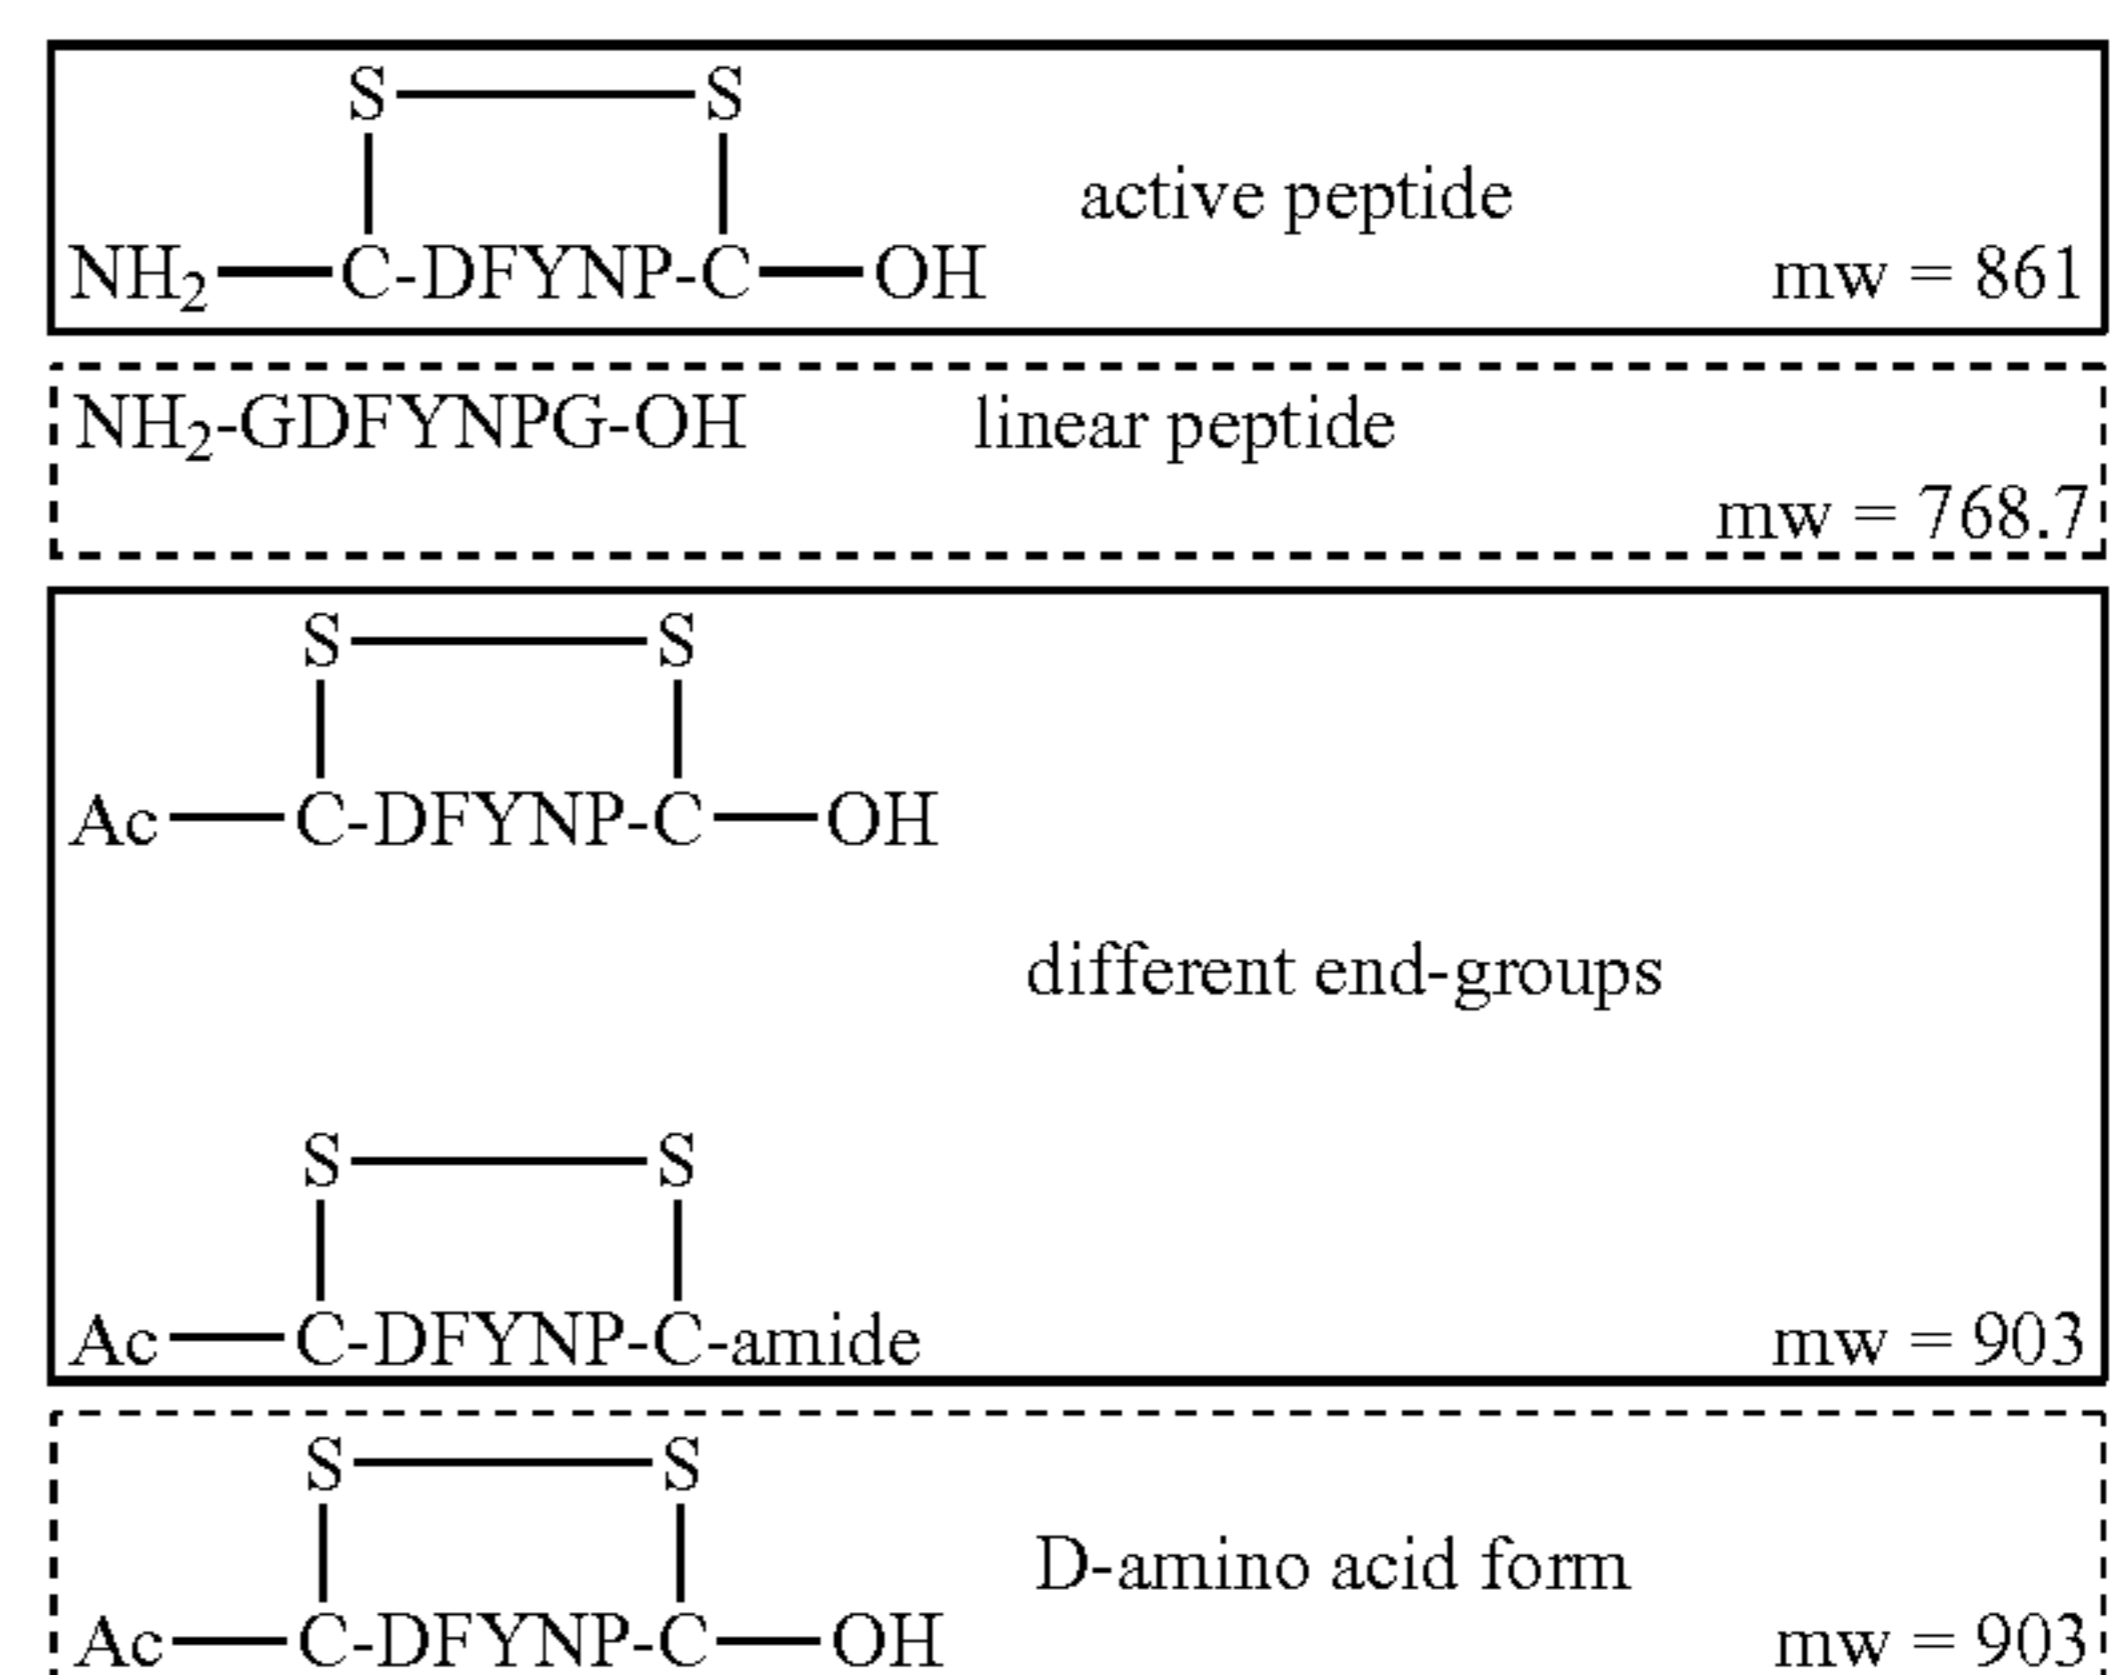 S S
active peptide
NH2—C-DFYNP-C—OH mw = 861
NH2-GDFYNPG-OH linear peptide
mw = 768.7
S S
Ac—C-DFYNP-C—OH
different end-groups
S S
Ac—C-DFYNP-C-amide mw = 903
S S
D-amino acid form
Ac—C-DFYNP-C—OH mw = 903